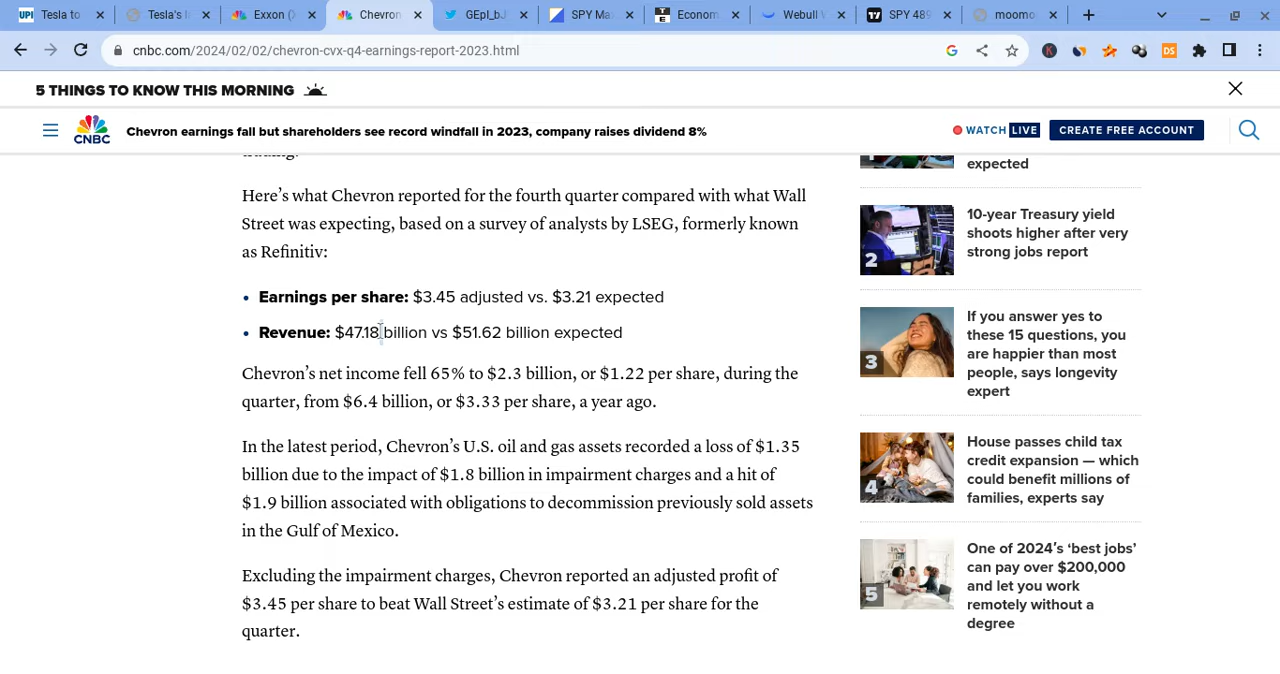 Tesla to
Tesla's l
Exxon (
Chevron
GEpI_bJ
SPY Ma
Econom
Webull V
SPY 489
moomo
cnbc.com/2024/02/02/chevron-cvx-q4-earnings-report-2023.html
5 THINGS TO KNOW THIS MORNING
CNBC
Chevron earnings fall but shareholders see record windfall in 2023, company raises dividend 8%
WATCH LIVE
CREATE FREE ACCOUNT
trading.
Here's what Chevron reported for the fourth quarter compared with what Wall
Street was expecting, based on a survey of analysts by LSEG, formerly known
as Refinitiv:
• Earnings per share: $3.45 adjusted vs. $3.21 expected
• Revenue: $47.18 billion vs $51.62 billion expected
Chevron's net income fell 65% to $2.3 billion, or $1.22 per share, during the
quarter, from $6.4 billion, or $3.33 per share, a year ago.
In the latest period, Chevron's U.S. oil and gas assets recorded a loss of $1.35
billion due to the impact of $1.8 billion in impairment charges and a hit of
$1.9 billion associated with obligations to decommission previously sold assets
in the Gulf of Mexico.
Excluding the impairment charges, Chevron reported an adjusted profit of
$3.45 per share to beat Wall Street's estimate of $3.21 per share for the
quarter.
expected
2
10-year Treasury yield
shoots higher after very
strong jobs report
3
If you answer yes to
these 15 questions, you
are happier than most
people, says longevity
expert
4
House passes child tax
credit expansion — which
could benefit millions of
families, experts say
5
One of 2024's 'best jobs'
can pay over $200,000
and let you work
remotely without a
degree